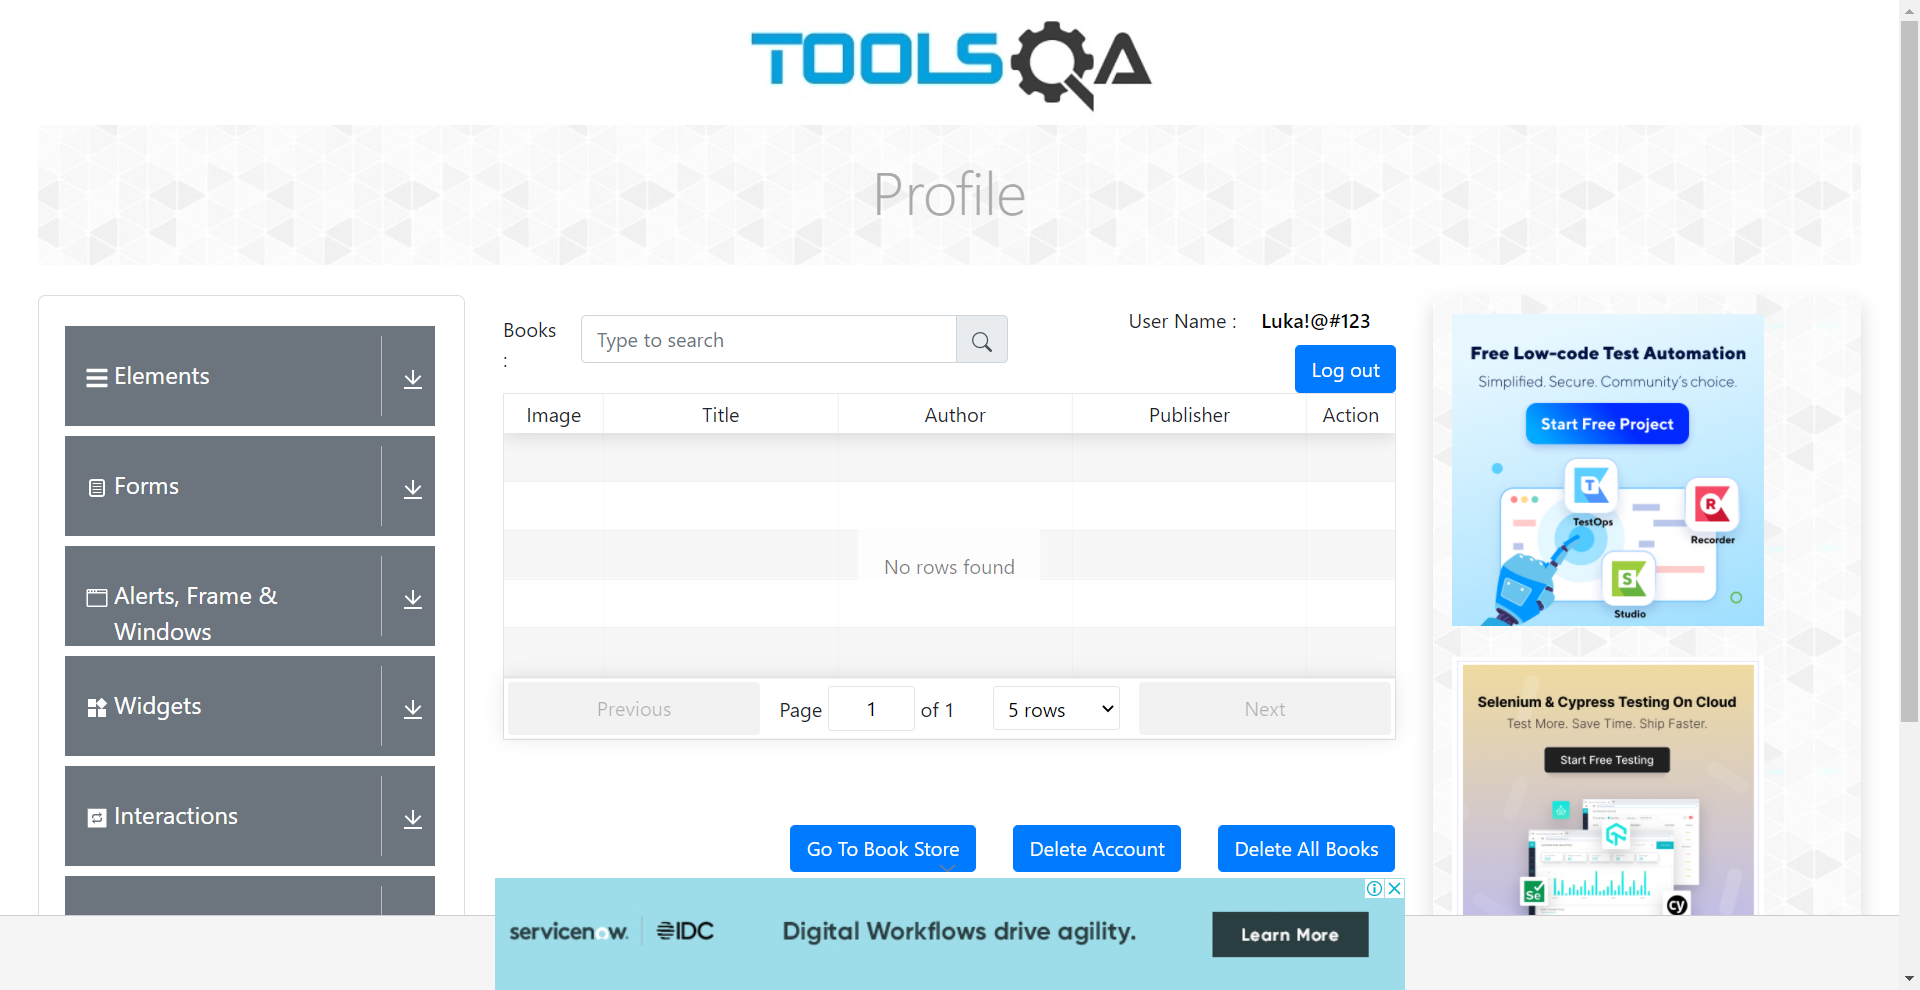 TOOLSQA
Profile
Elements
Forms
Alerts, Frame &
Windows
Widgets
Interactions
Books
:
Type to search
User Name :
Luka!@#123
Log out
Image
Title
Author
Publisher
Action
No rows found
Previous
Page
1
of 1
5 rows
Next
Go To Book Store
Delete Account
Delete All Books
Free Low-code Test Automation
Simplified. Secure. Community's choice.
Start Free Project
TestOps
Recorder
Studio
Selenium & Cypress Testing On Cloud
Test More. Save Time. Ship Faster.
Start Free Testing
Se
cy
servicenow.
IDC
Digital Workflows drive agility.
Learn More